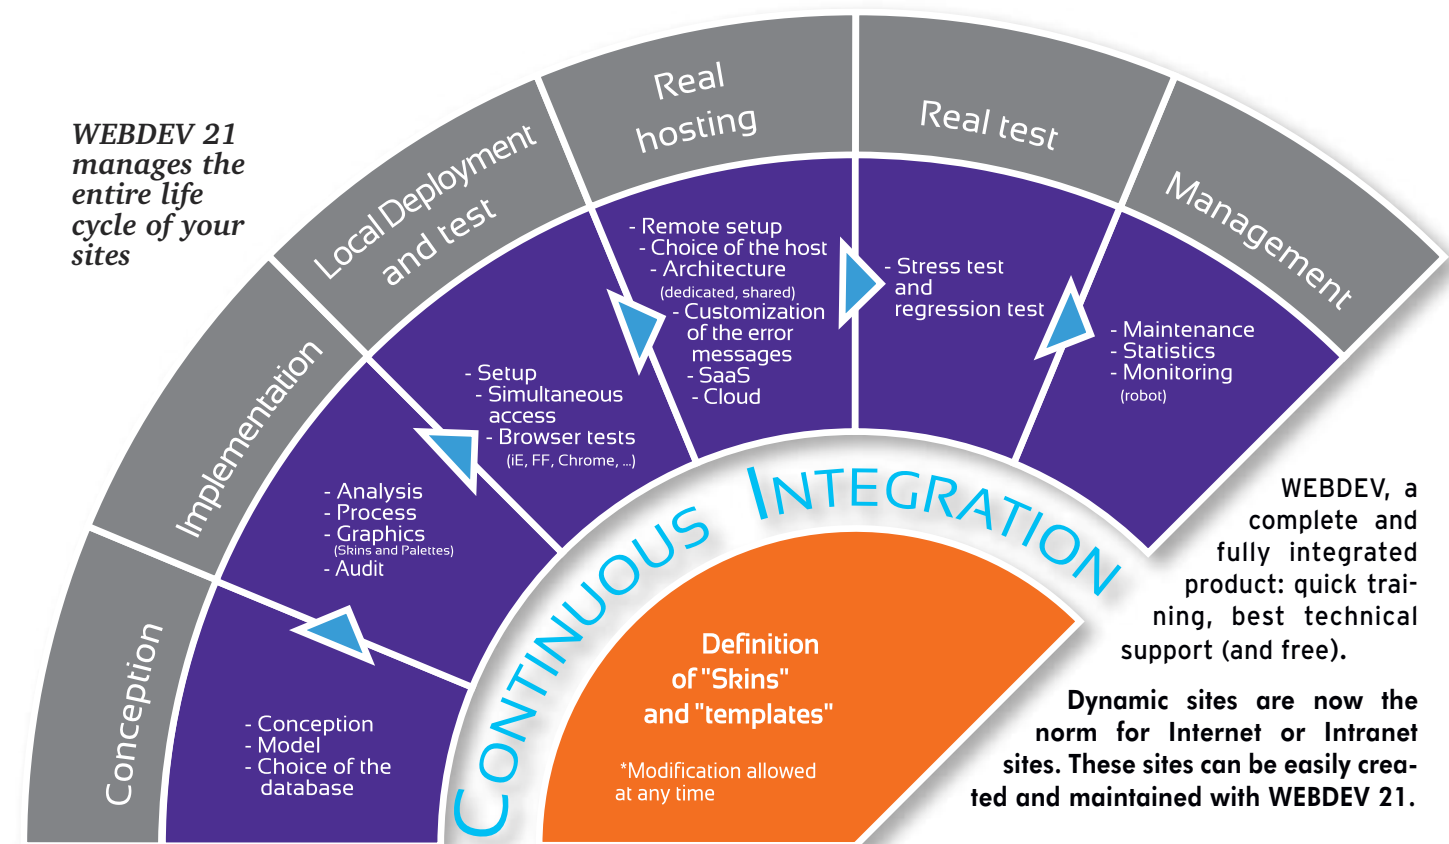 WEBDEV 21
manages the
entire life
cycle of your
sites
Conception
- Conception
- Model
- Choice of the
database
Implementation
- Analysis
- Process
- Graphics
(Skins and Palettes)
- Audit
Local Deployment
and test
- Setup
- Simultaneous
access
- Browser tests
(iE, FF, Chrome, ...)
Real
hosting
- Remote setup
- Choice of the host
- Architecture
(dedicated, shared)
- Customization
of the error
messages
- SaaS
- Cloud
Real test
- Stress test
and
regression test
Management
- Maintenance
- Statistics
- Monitoring
(robot)
CONTINUOUS INTEGRATION
Definition
of "Skins"
and "templates"
*Modification allowed
at any time
WEBDEV, a
complete and
fully integrated
product: quick trai-
ning, best technical
support (and free).
Dynamic sites are now the
norm for Internet or Intranet
sites. These sites can be easily crea-
ted and maintained with WEBDEV 21.